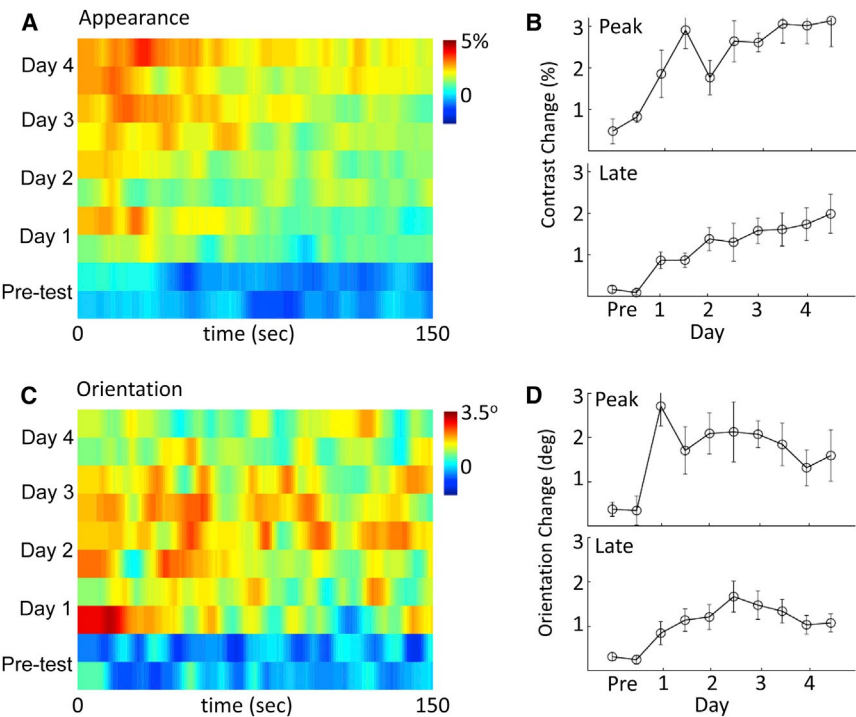 A
Appearance
Day 4
Day 3
Day 2
Day 1
Pre-test
0
time (sec)
150
5%
0
B
Peak
3
2
1
Late
3
2
1
Contrast Change (%)
Pre 1 2 3 4
Day
C
Orientation
Day 4
Day 3
Day 2
Day 1
Pre-test
0
time (sec)
150
3.5º
0
D
Peak
3
2
1
Late
3
2
1
Orientation Change (deg)
Pre 1 2 3 4
Day